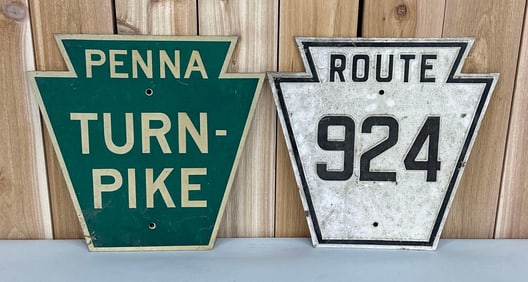 PENNA
TURN-
PIKE
ROUTE
924